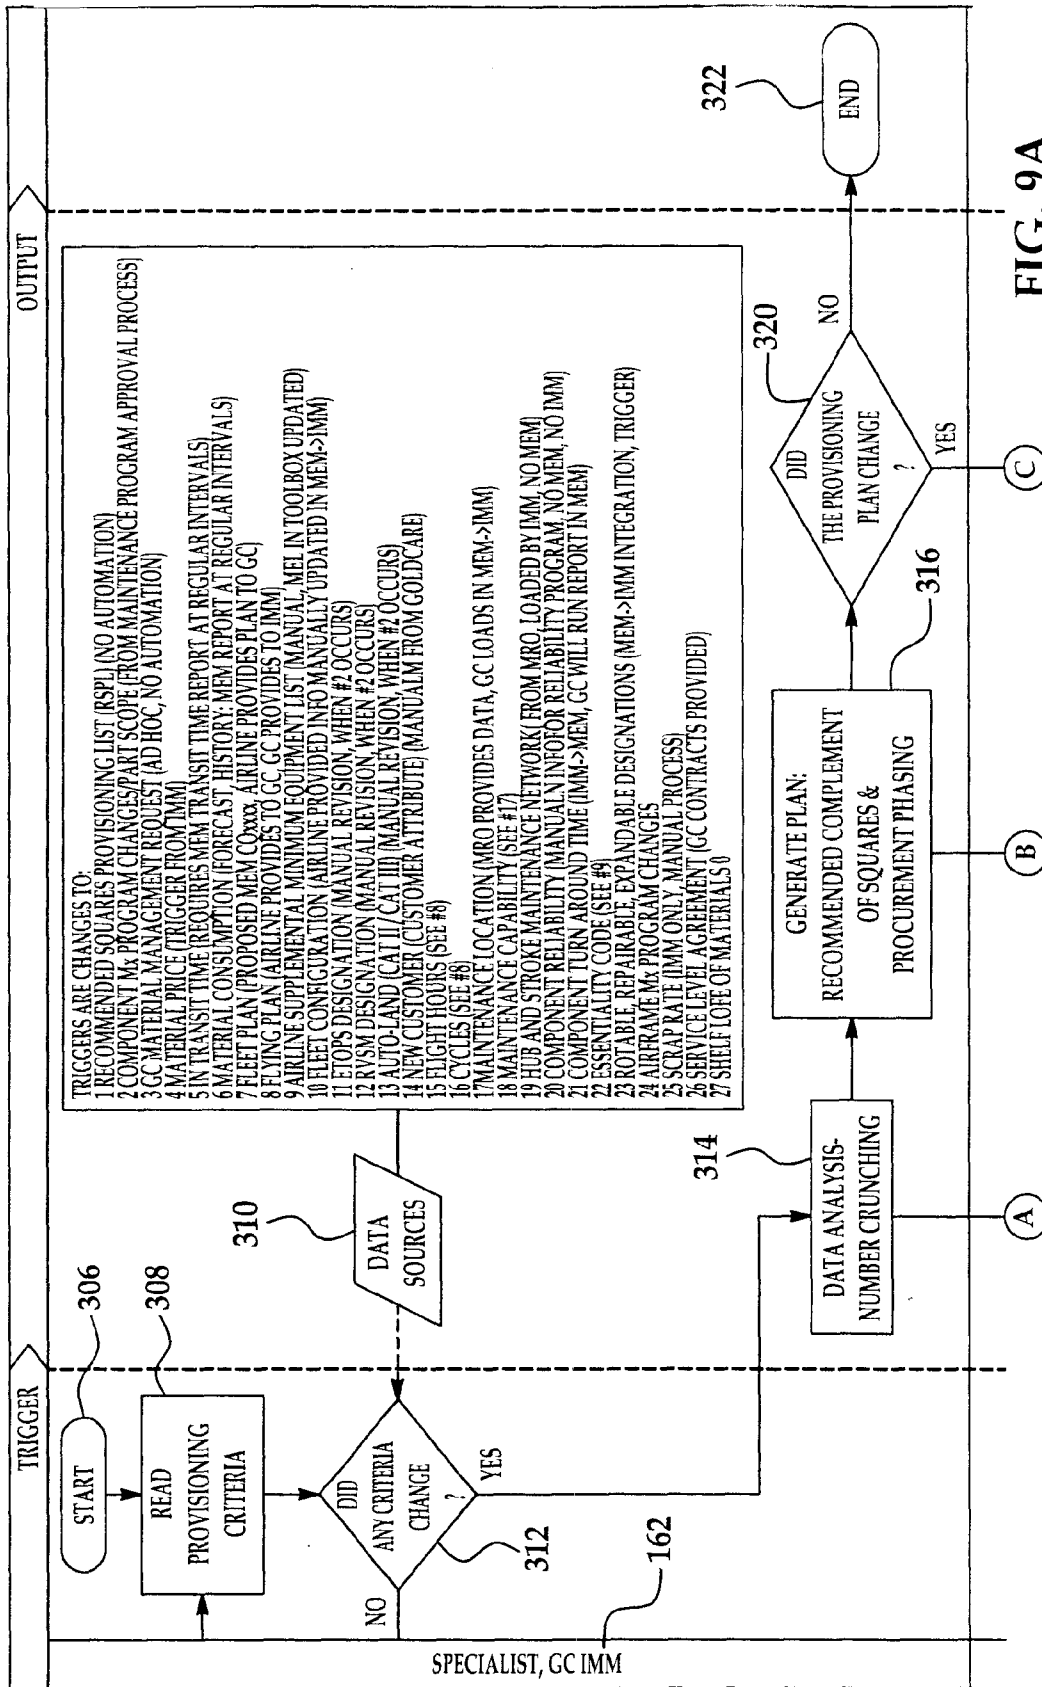 TRIGGER
OUTPUT
START
306
READ
PROVISIONING
CRITERIA
308
DID
ANY CRITERIA
CHANGE
?
312
NO
YES
162
SPECIALIST, GC IMM
DATA
SOURCES
310
TRIGGERS ARE CHANGES TO:
1 RECOMMENDED SQUARES PROVISIONING LIST (RSPL) (NO AUTOMATION)
2 COMPONENT Mx PROGRAM CHANGES/PART SCOPE (FROM MAINTENANCE PROGRAM APPROVAL PROCESS)
3 GC MATERIAL MANAGEMENT REQUEST (AD HOC, NO AUTOMATION)
4 MATERIAL PRICE (TRIGGER FROM IMM)
5 IN TRANSIT TIME (REQUIRES MEM TRANSIT TIME REPORT AT REGULAR INTERVALS)
6 MATERIAL CONSUMPTION (FORECAST, HISTORY: MEM REPORT AT REGULAR INTERVALS)
7 FLEET PLAN (PROPOSED MEM COxxxx, AIRLINE PROVIDES PLAN TO GC)
8 FLYING PLAN (AIRLINE PROVIDES TO GC, GC PROVIDES TO IMM)
9 AIRLINE SUPPLEMENTAL MINIMUM EQUIPMENT LIST (MANUAL, MEL IN TOOLBOX UPDATED)
10 FLEET CONFIGURATION (AIRLINE PROVIDED INFO MANUALLY UPDATED IN MEM->IMM)
11 ETOPS DESIGNATION (MANUAL REVISION, WHEN #2 OCCURS)
12 RVSM DESIGNATION (MANUAL REVISION, WHEN #2 OCCURS)
13 AUTO-LAND (CAT II/ CAT III) (MANUAL REVISION, WHEN #2 OCCURS)
14 NEW CUSTOMER (CUSTOMER ATTRIBUTE) (MANUALM FROM GOLDCARE)
15 FLIGHT HOURS (SEE #8)
16 CYCLES (SEE #8)
17MAINTENANCE LOCATION (MRO PROVIDES DATA, GC LOADS IN MEM->IMM)
18 MAINTENANCE CAPABILITY (SEE #17)
19 HUB AND STROKE MAINTENANCE NETWORK( FROM MRO, LOADED BY IMM, NO MEM)
20 COMPONENT RELIABILITY (MANUALN INFOFOR RELIABILITY PROGRAM, NO MEM, NO IMM)
21 COMPONENT TURN AROUND TIME (IMM->MEM, GC WILL RUN REPORT IN MEM)
22 ESSENTIALITY CODE (SEE #9)
23 ROTABLE, REPAIRABLE, EXPANDABLE DESIGNATIONS (MEM->IMM INTEGRATION, TRIGGER)
24 AIRFRAME Mx PROGRAM CHANGES
25 SCRAP RATE (IMM ONLY, MANUAL PROCESS)
26 SERVICE LEVEL AGREEMENT (GC CONTRACTS PROVIDED)
27 SHELF LOFE OF MATERIALS 0
314
DATA ANALYSIS-
NUMBER CRUNCHING
A
GENERATE PLAN:
RECOMMENDED COMPLEMENT
OF SQUARES &
PROCUREMENT PHASING
316
B
DID
THE PROVISIONING
PLAN CHANGE
?
320
NO
YES
C
END
322
FIG. 9A